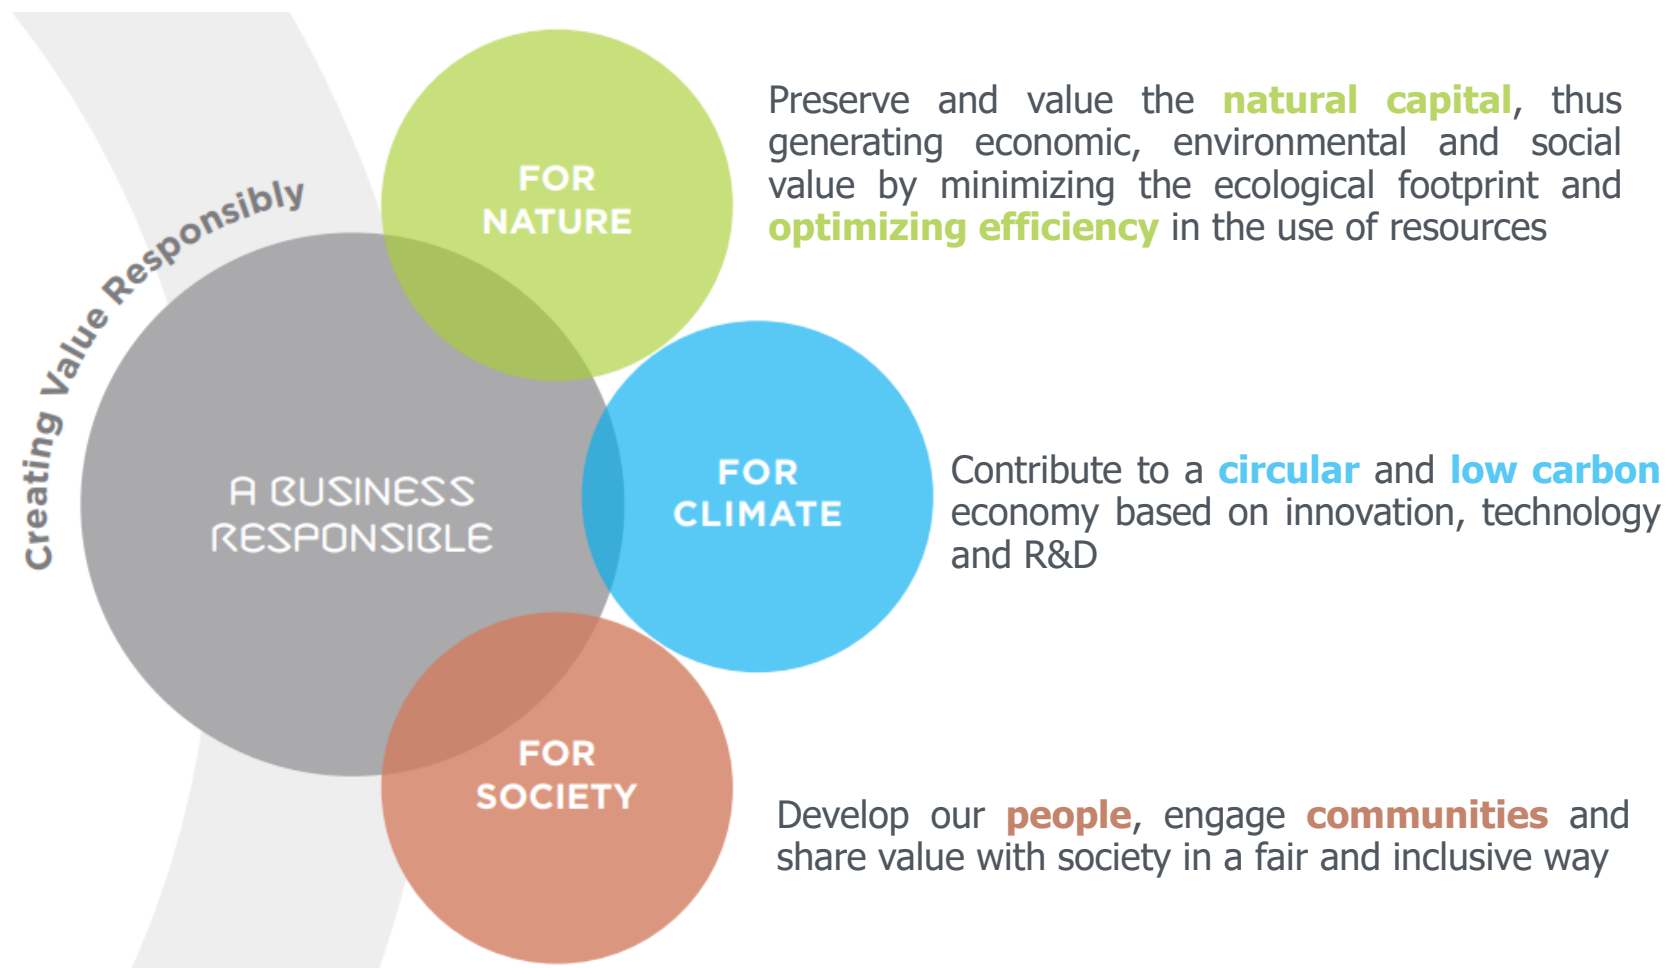 Creating Value Responsibly
A BUSINESS
RESPONSIBLE
FOR
NATURE
Preserve and value the natural capital, thus
generating economic, environmental and social
value by minimizing the ecological footprint and
optimizing efficiency in the use of resources
FOR
CLIMATE
Contribute to a circular and low carbon
economy based on innovation, technology
and R&D
FOR
SOCIETY
Develop our people, engage communities and
share value with society in a fair and inclusive way